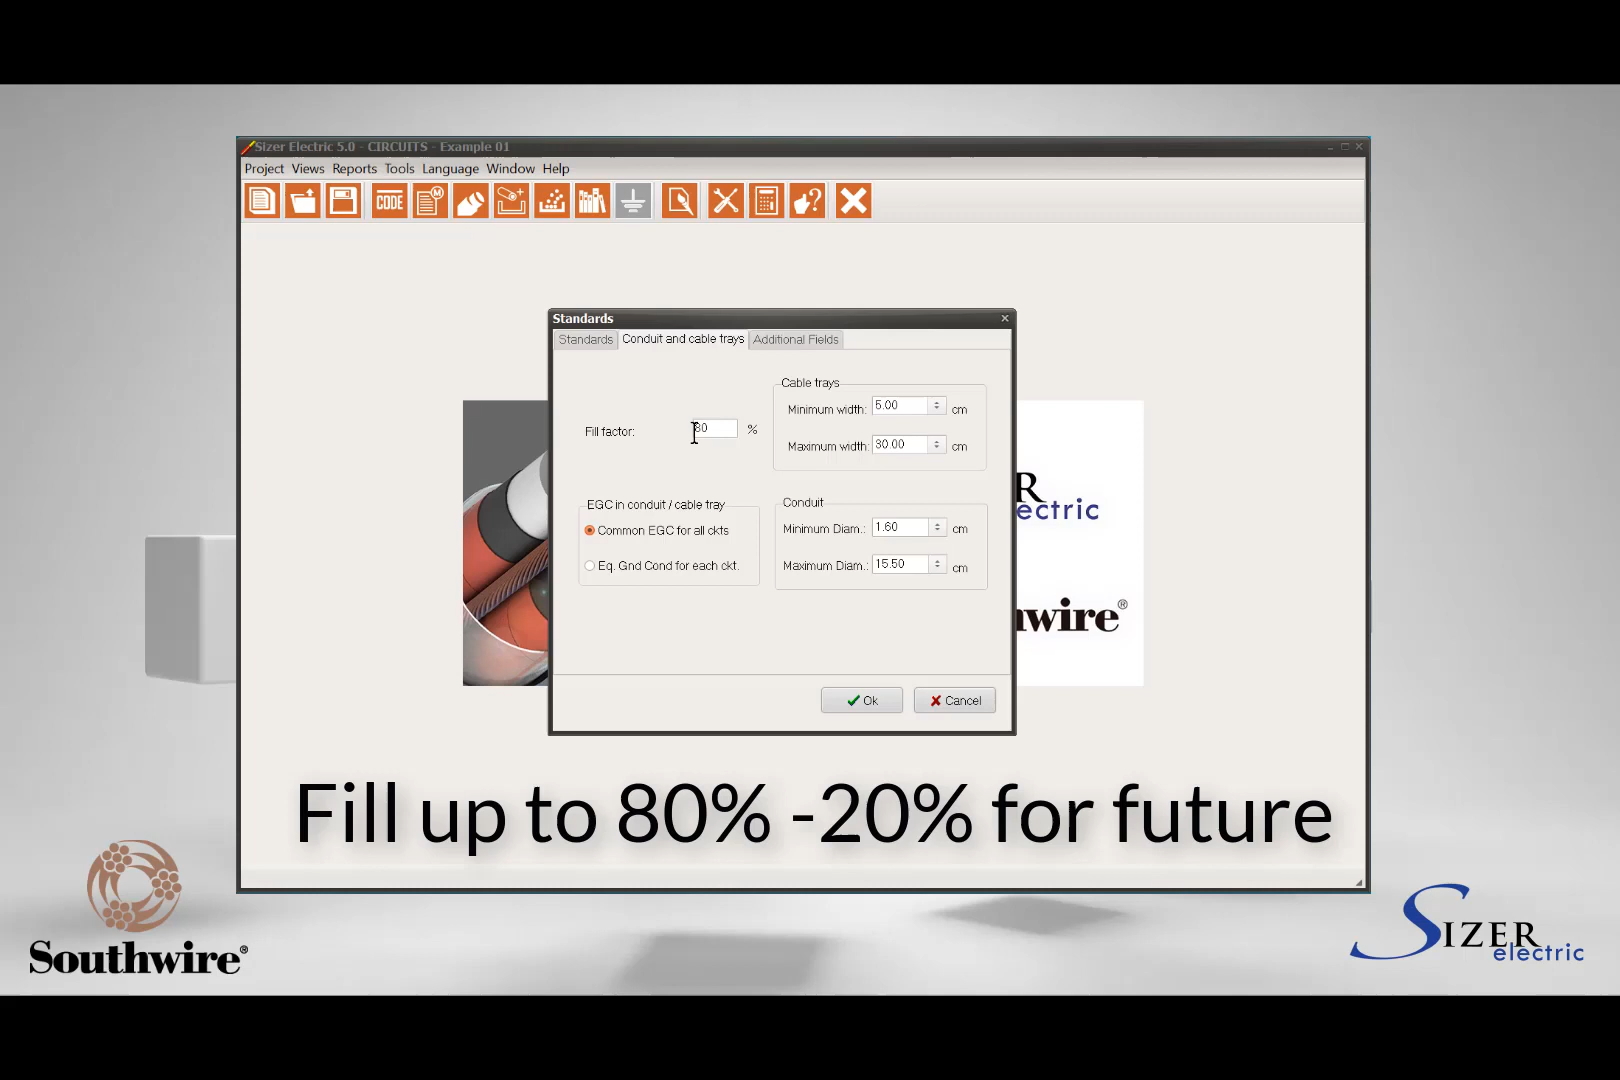 Sizer Electric 5.0 - CIRCUITS - Example 01
Project Views Reports Tools Language Window Help
CODE M ?
Standards
Standards Conduit and cable trays Additional Fields
Cable trays
Minimum width: 5.00 cm
Fill factor: 80 %
Maximum width: 30.00 cm
EGC in conduit / cable tray
Common EGC for all ckts
Eq. Gnd Cond for each ckt.
Conduit
Minimum Diam.: 1.60 cm
Maximum Diam.: 15.50 cm
R
ectric
wire®
Ok Cancel
Fill up to 80% -20% for future
Southwire®
SIZER
electric